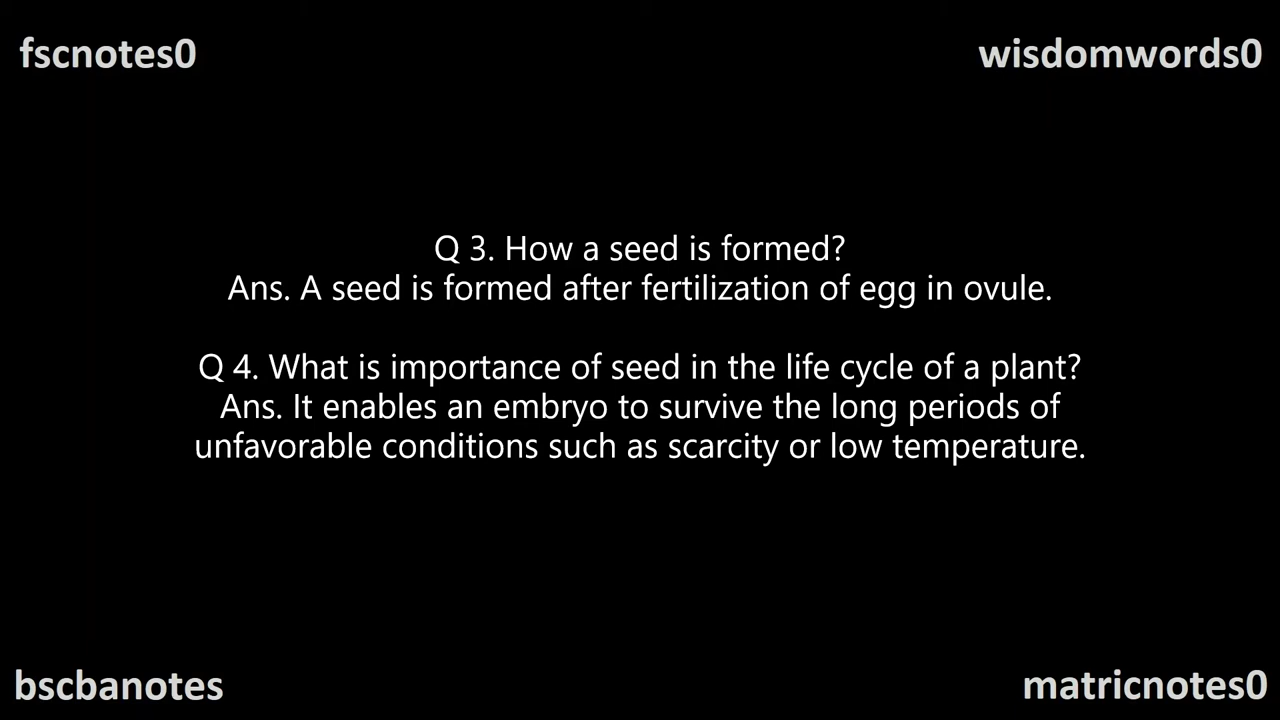 fscnotes0
wisdomwords0
Q 3. How a seed is formed?
Ans. A seed is formed after fertilization of egg in ovule.
Q 4. What is importance of seed in the life cycle of a plant?
Ans. It enables an embryo to survive the long periods of
unfavorable conditions such as scarcity or low temperature.
bscbanotes
matricnotes0